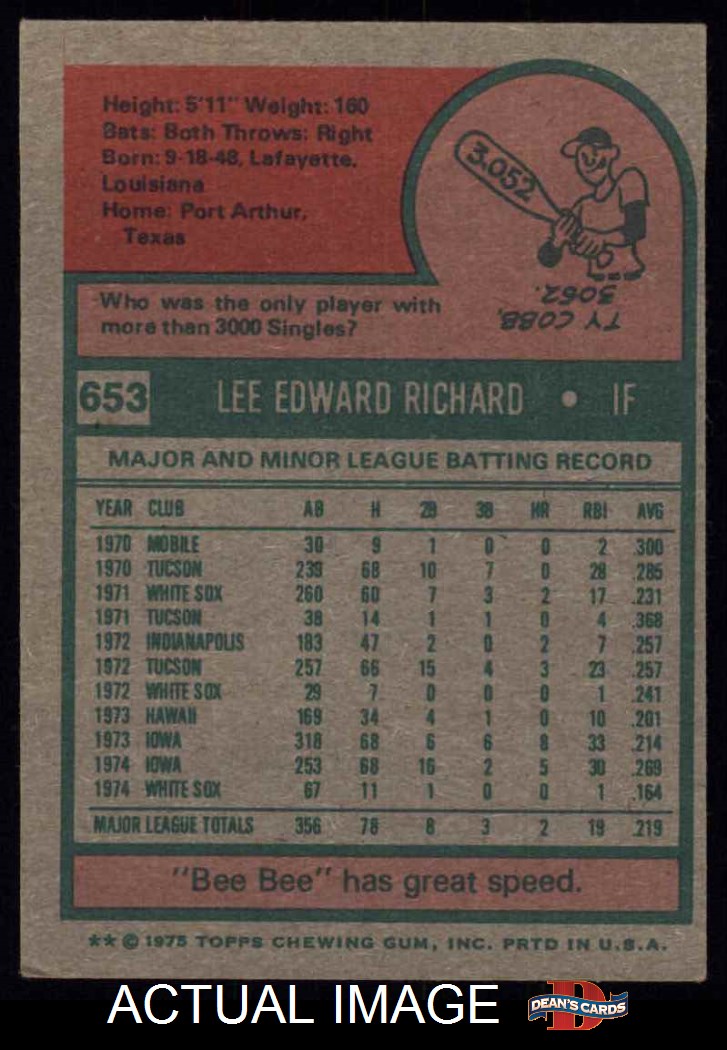 Height: 5'11" Weight: 160
Bats: Both Throws: Right
Born: 9-18-48, Lafayette,
Louisiana
Home: Port Arthur,
Texas
3,052
TY COBB,
3052.
Who was the only player with
more than 3000 Singles?
653 LEE EDWARD RICHARD • IF
MAJOR AND MINOR LEAGUE BATTING RECORD
YEAR CLUB AB H 2B 3B HR RBI AVG
1970 MOBILE 30 9 1 0 0 2 .300
1970 TUCSON 239 68 10 7 0 28 .285
1971 WHITE SOX 260 60 7 3 2 17 .231
1971 TUCSON 38 14 1 1 0 4 .368
1972 INDIANAPOLIS 183 47 2 0 2 7 .257
1972 TUCSON 257 66 15 4 3 23 .257
1972 WHITE SOX 29 7 0 0 0 1 .241
1973 HAWAII 169 34 4 1 0 10 .201
1973 IOWA 318 68 6 6 8 33 .214
1974 IOWA 253 68 16 2 5 30 .269
1974 WHITE SOX 67 11 1 0 0 1 .164
MAJOR LEAGUE TOTALS 356 78 8 3 2 19 .219
"Bee Bee" has great speed.
** © 1975 TOPPS CHEWING GUM, INC. PRTD IN U.S.A.
ACTUAL IMAGE
D
DEAN'S CARDS